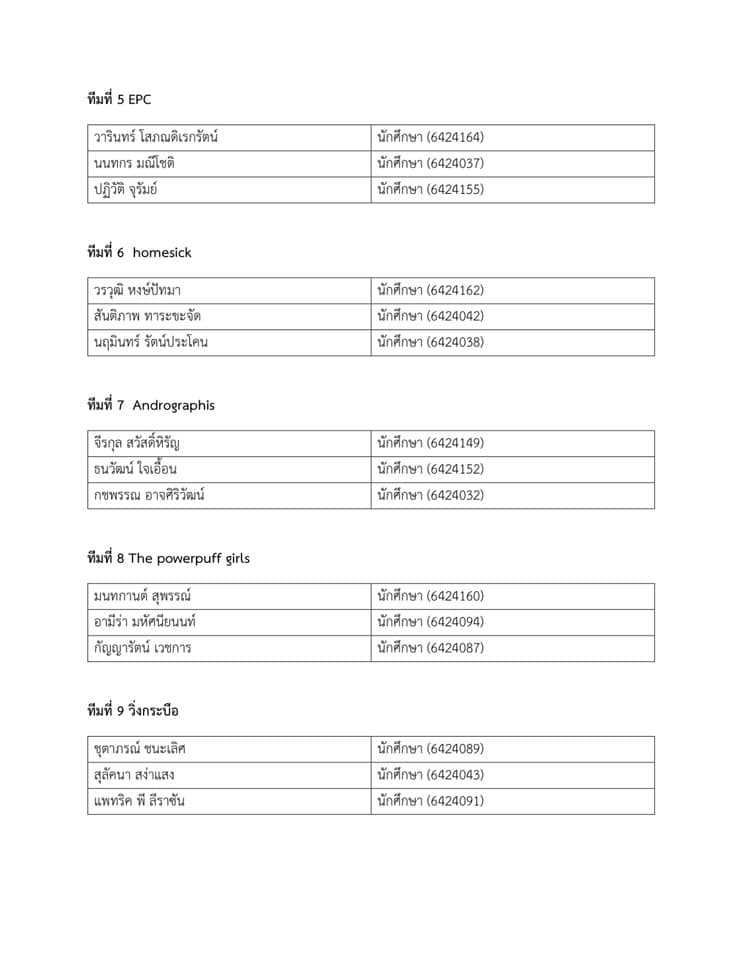 ทีมที่ 5 EPC
วารินทร์ โสภณดิเรกรัตน์ นักศึกษา (6424164)
นนทกร มณีโชติ นักศึกษา (6424037)
ปฏิวัติ จุรัมย์ นักศึกษา (6424155)
ทีมที่ 6 homesick
วรวุฒิ หงษ์ปัทมา นักศึกษา (6424162)
สันติภาพ ทาระขะจัด นักศึกษา (6424042)
นฤมินทร์ รัตน์ประโคน นักศึกษา (6424038)
ทีมที่ 7 Andrographis
จีรกุล สวัสดิ์หิรัญ นักศึกษา (6424149)
ธนวัฒน์ ใจเอื้อน นักศึกษา (6424152)
กชพรรณ อาจศิริวัฒน์ นักศึกษา (6424032)
ทีมที่ 8 The powerpuff girls
มนทกานต์ สุพรรณ์ นักศึกษา (6424160)
อามีร่า มหัศนียนนท์ นักศึกษา (6424094)
กัญญารัตน์ เวชการ นักศึกษา (6424087)
ทีมที่ 9 วิ่งกระบือ
ชุตาภรณ์ ชนะเลิศ นักศึกษา (6424089)
สุลัคนา สง่าแสง นักศึกษา (6424043)
แพทริค พี ลีราซัน นักศึกษา (6424091)